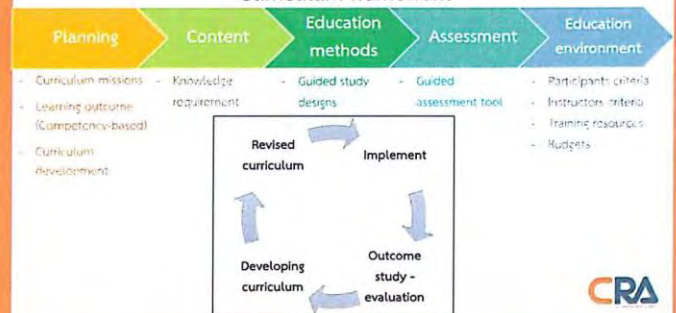 Planning
Content
Education
methods
Assessment
Education
environment
- Curriculum missions
- Learning outcome
(Competency-based)
- Curriculum
development
- Knowledge
requirement
- Guided study
designs
- Guided
assessment tool
- Participants criteria
- Instructors criteria
- Training resources
- Budgets
Revised
curriculum
Implement
Outcome
study -
evaluation
Developing
curriculum
CRA